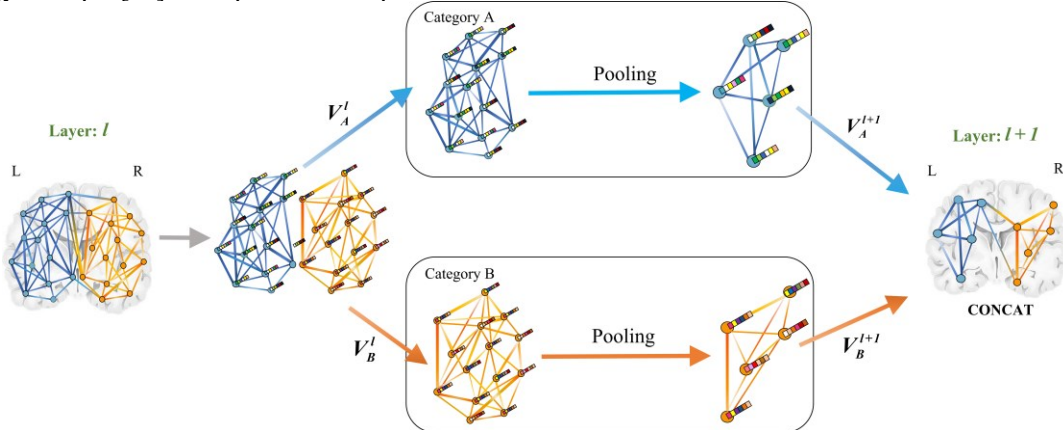 Category A
Pooling
V_A^l
V_A^{l+1}
Layer: l
Layer: l + 1
L
R
L
R
Category B
CONCAT
Pooling
V_B^l
V_B^{l+1}